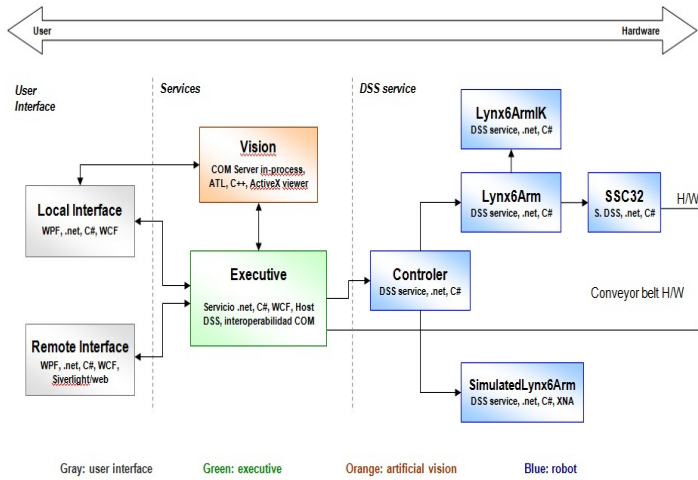 User
Hardware
User
Interface
Services
DSS service
Lynx6ArmIK
DSS service, .net, C#
Vision
COM Server in-process,
ATL, C++, ActiveX viewer
Lynx6Arm
DSS service, .net, C#
SSC32
S. DSS, .net, C#
H/W
Local Interface
WPF, .net, C#, WCF
Executive
Servicio .net, C#, WCF, Host
DSS, interoperabilidad COM
Controler
DSS service, .net, C#
Conveyor belt H/W
Remote Interface
WPF, .net, C#, WCF,
Siverlight/web
SimulatedLynx6Arm
DSS service, .net, C#, XNA
Gray: user interface
Green: executive
Orange: artificial vision
Blue: robot